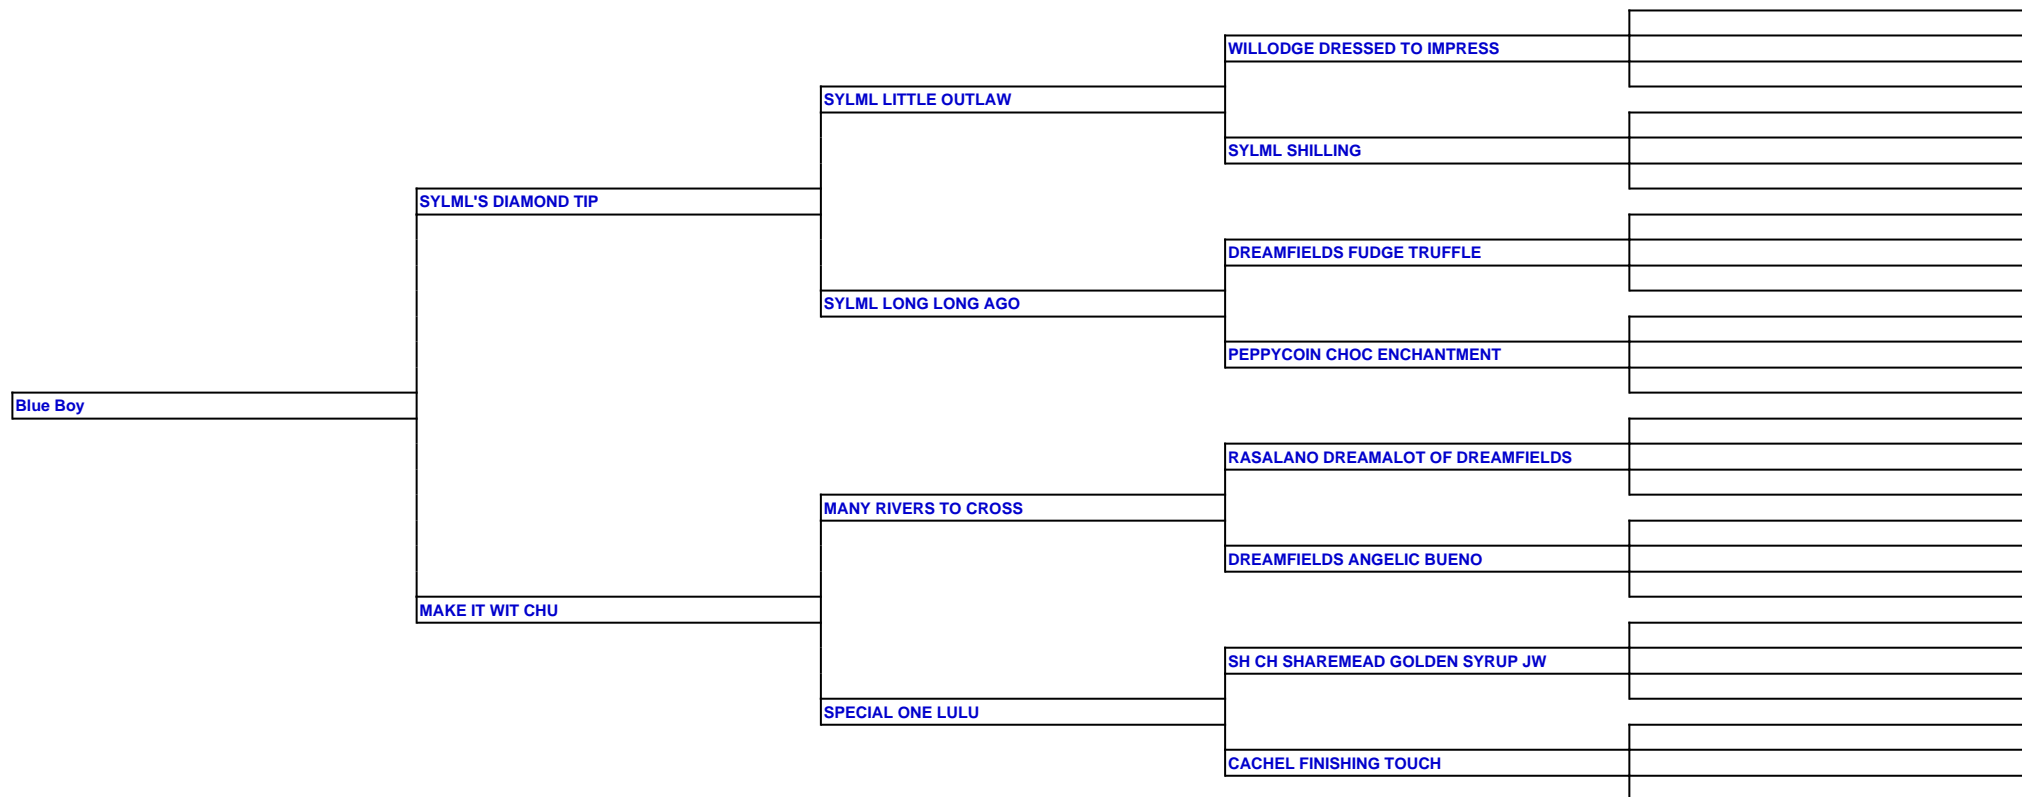 WILLODGE DRESSED TO IMPRESS
SYLML LITTLE OUTLAW
SYLML SHILLING
SYLML'S DIAMOND TIP
DREAMFIELDS FUDGE TRUFFLE
SYLML LONG LONG AGO
PEPPYCOIN CHOC ENCHANTMENT
Blue Boy
RASALANO DREAMALOT OF DREAMFIELDS
MANY RIVERS TO CROSS
DREAMFIELDS ANGELIC BUENO
MAKE IT WIT CHU
SH CH SHAREMEAD GOLDEN SYRUP JW
SPECIAL ONE LULU
CACHEL FINISHING TOUCH